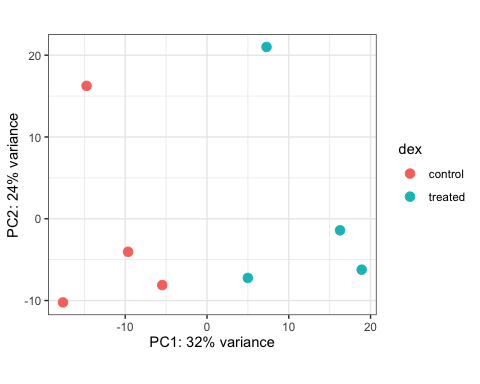 20
10
0
-10
PC2: 24% variance
-10
0
10
20
PC1: 32% variance
dex
control
treated